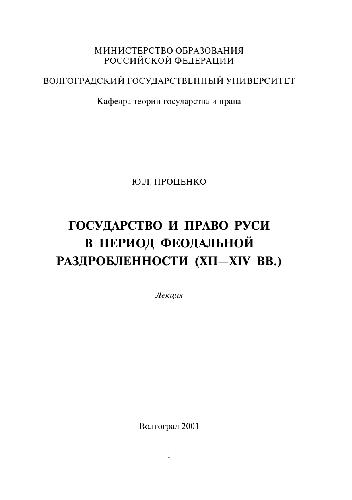 МИНИСТЕРСТВО ОБРАЗОВАНИЯ
РОССИЙСКОЙ ФЕДЕРАЦИИ
ВОЛГОГРАДСКИЙ ГОСУДАРСТВЕННЫЙ УНИВЕРСИТЕТ
Кафедра теории государства и права
Ю.Л. ПРОЦЕНКО
ГОСУДАРСТВО И ПРАВО РУСИ
В ПЕРИОД ФЕОДАЛЬНОЙ
РАЗДРОБЛЕННОСТИ (XII—XIV ВВ.)
Лекция
Волгоград 2001